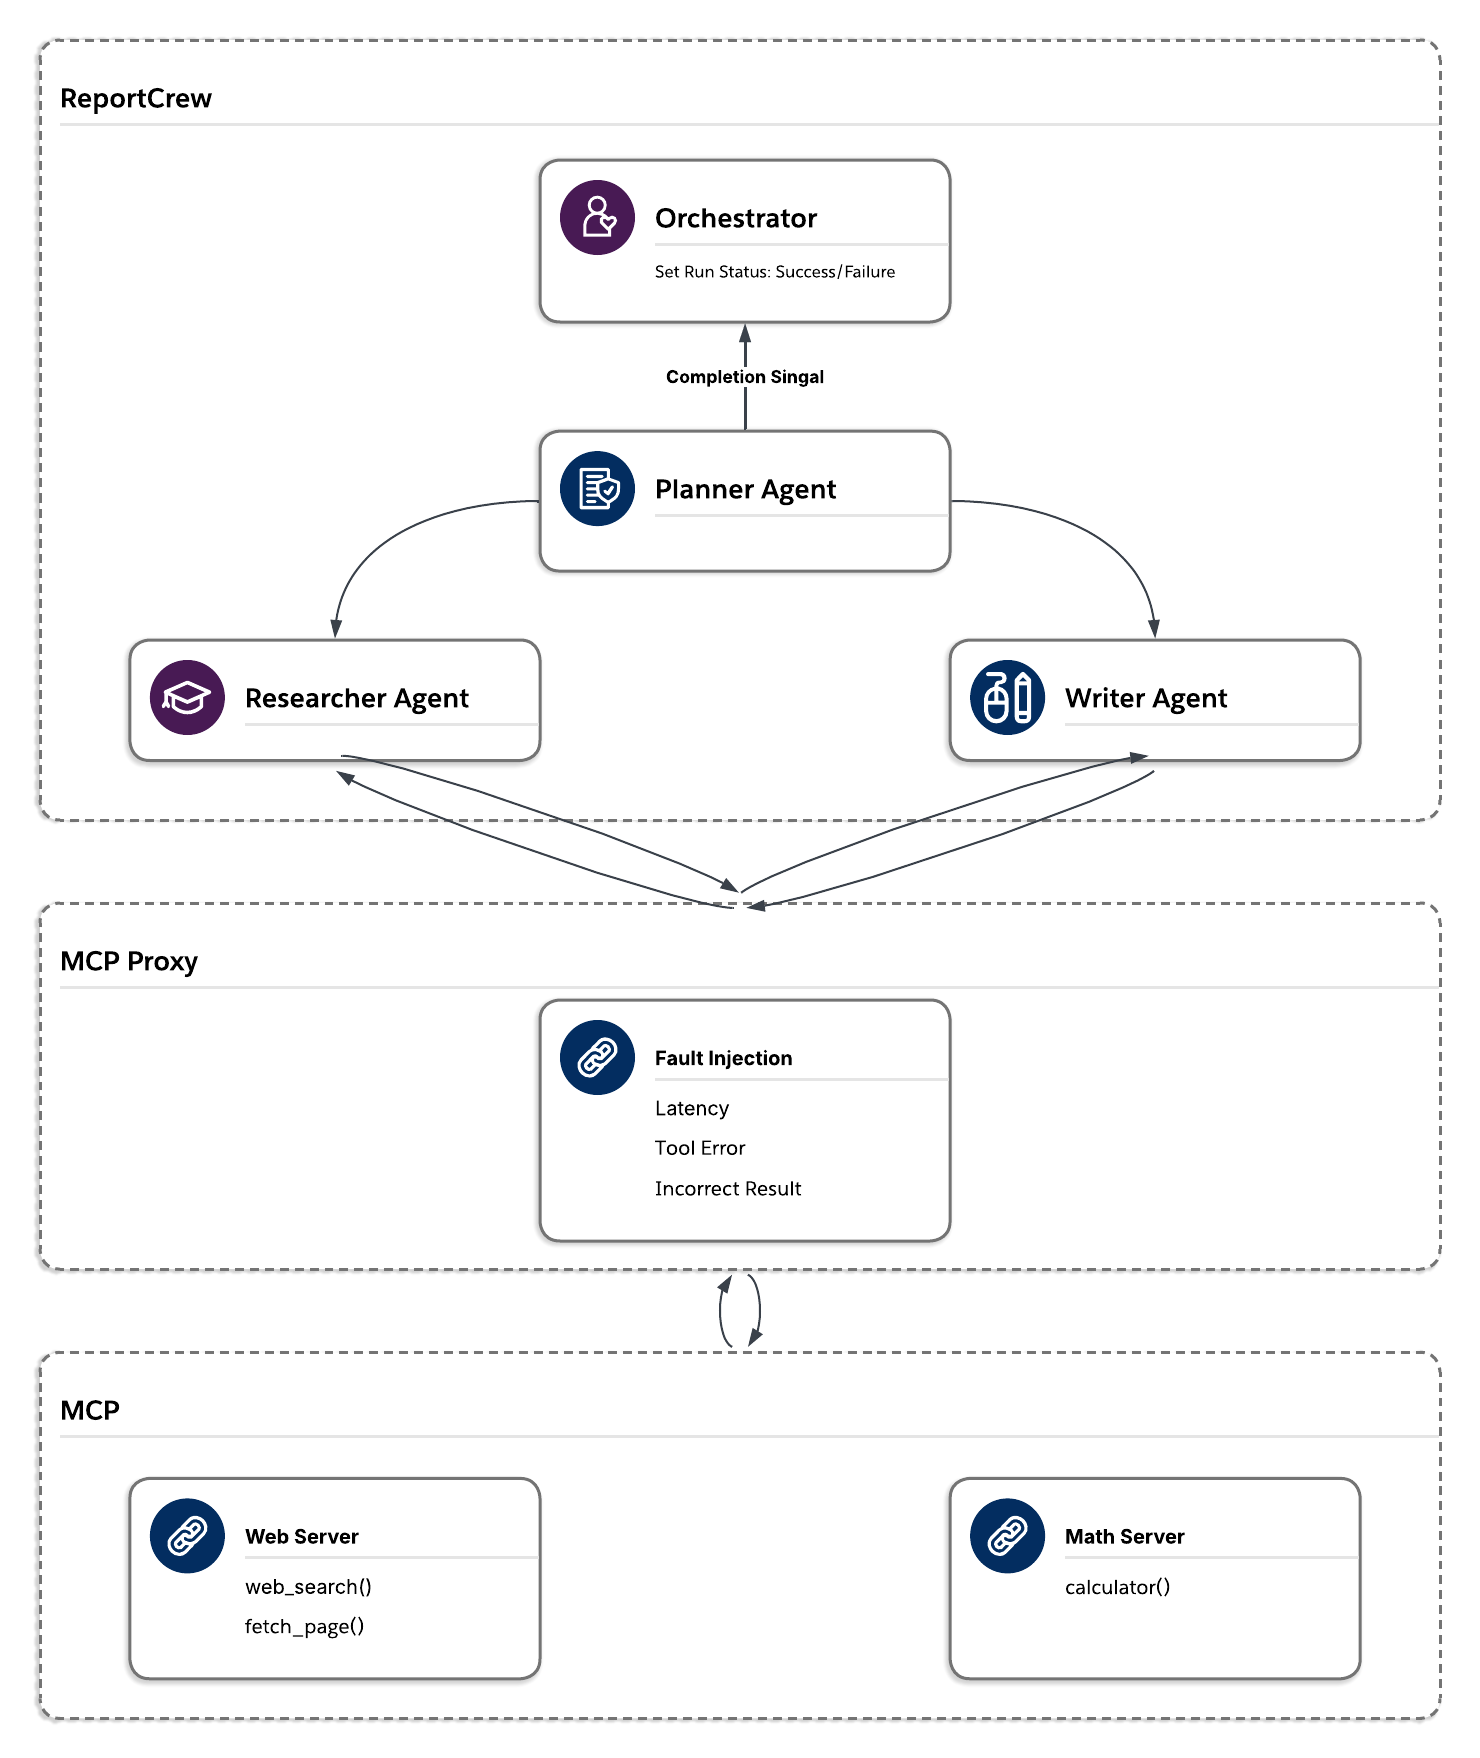 ReportCrew
Orchestrator
Set Run Status: Success/Failure
Completion Singal
Planner Agent
Researcher Agent
Writer Agent
MCP Proxy
Fault Injection
Latency
Tool Error
Incorrect Result
MCP
Web Server
web_search()
fetch_page()
Math Server
calculator()